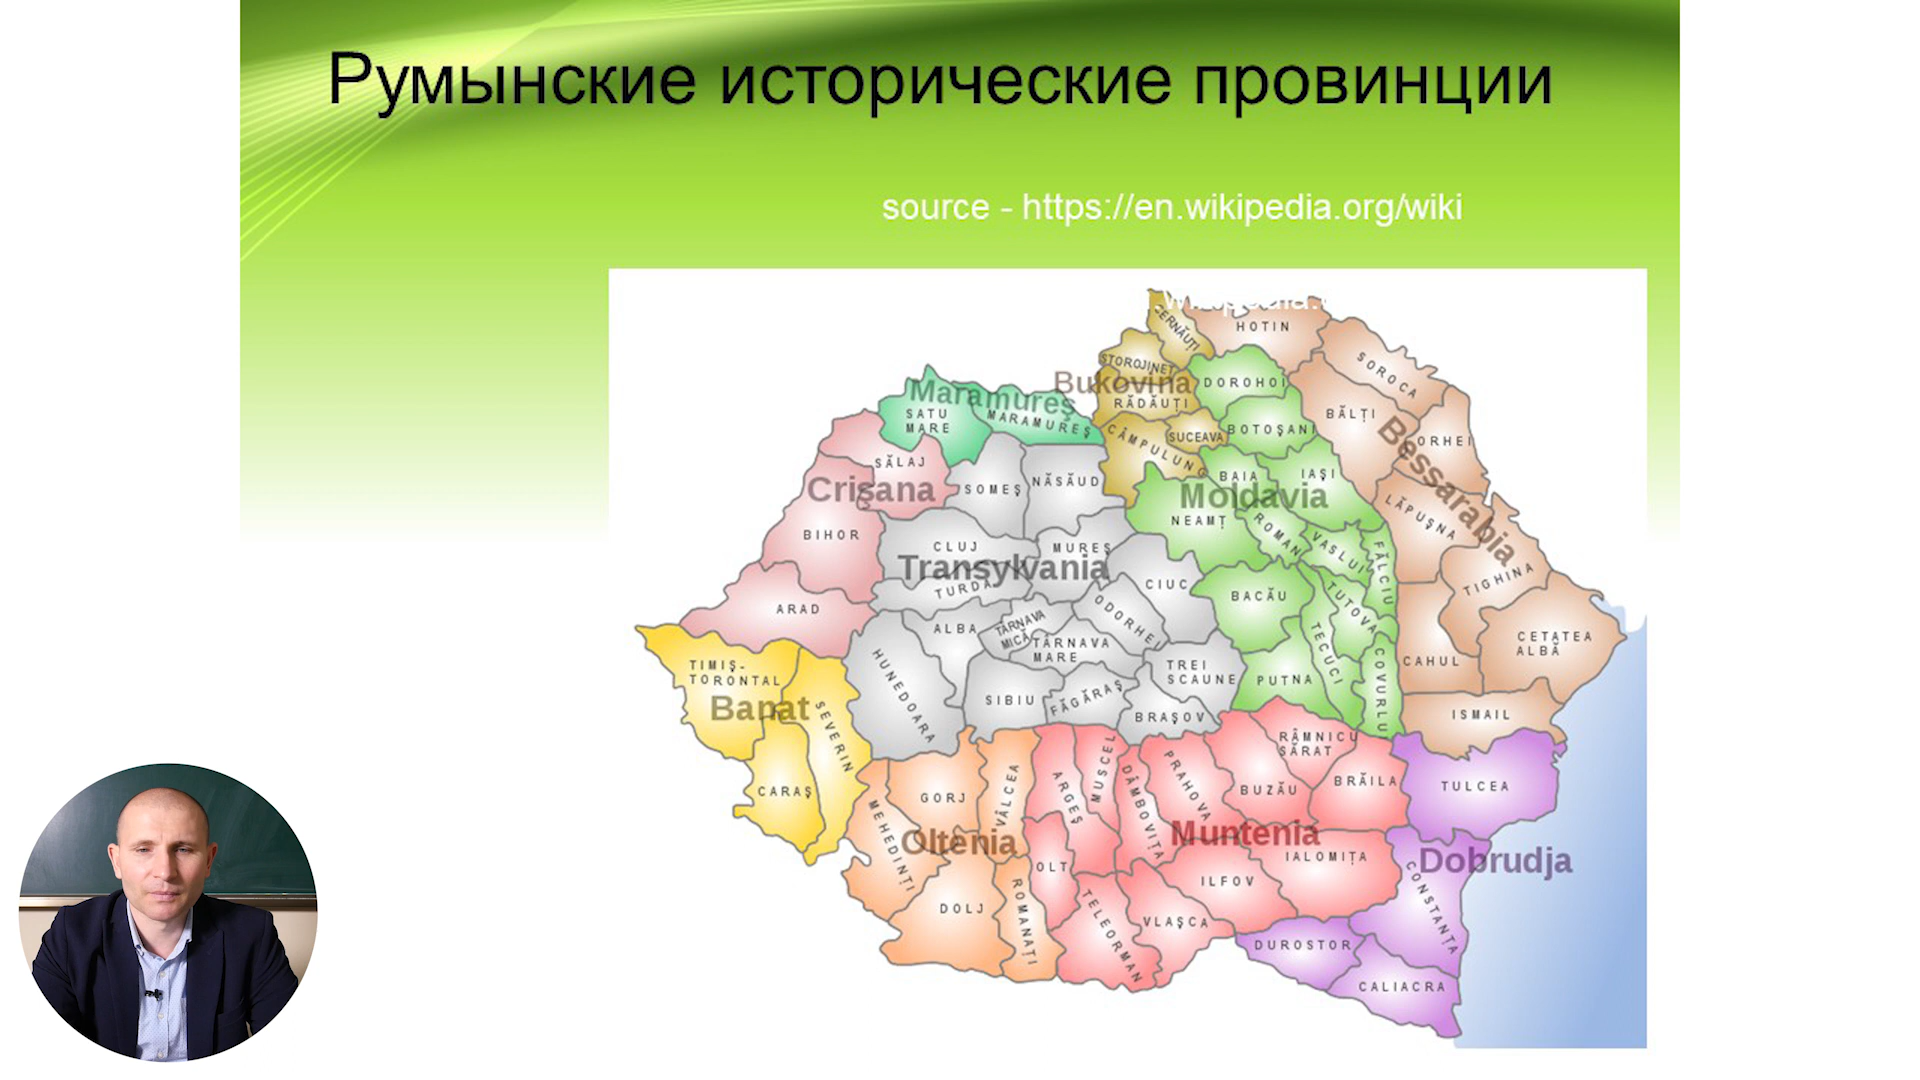 Румынские исторические провинции
source - https://en.wikipedia.org/wiki
CERNĂUȚI
HOTIN
STOROJINEȚ
SOROCA
Bukovina
DOROHOI
RĂDĂUȚI
Maramureș
SATU
MARE
MARAMUREȘ
BĂLȚI
CÂMPULUNG
SUCEAVA
BOTOȘANI
ORHEI
Bessarabia
SĂLAJ
Crișana
SOMEȘ
NĂSĂUD
BAIA
IAȘI
Moldavia
NEAMȚ
ROMAN
VASLUI
FĂLCIU
LĂPUȘNA
BIHOR
CLUJ
MUREȘ
Transylvania
TURDA
CIUC
TIGHINA
BACĂU
TUTOVA
ARAD
ALBA
TÂRNAVA
MICĂ
ODORHEI
TÂRNAVA
MARE
TECUCI
CETATEA
ALBĂ
CAHUL
COVURLUI
TIMIȘ-
TORONTAL
HUNEDOARA
TREI
SCAUNE
PUTNA
Banat
SEVERIN
SIBIU
FĂGĂRAȘ
BRAȘOV
ISMAIL
RÂMNICU
SĂRAT
CARAȘ
GORJ
VÂLCEA
ARGEȘ
MUSCEL
DÂMBOVIȚA
PRAHOVA
BUZĂU
BRĂILA
TULCEA
MEHEDINȚI
Oltenia
Muntenia
IALOMIȚA
Dobrudja
OLT
ILFOV
DOLJ
ROMANAȚI
TELEORMAN
VLAȘCA
CONSTANȚA
DUROSTOR
CALIACRA